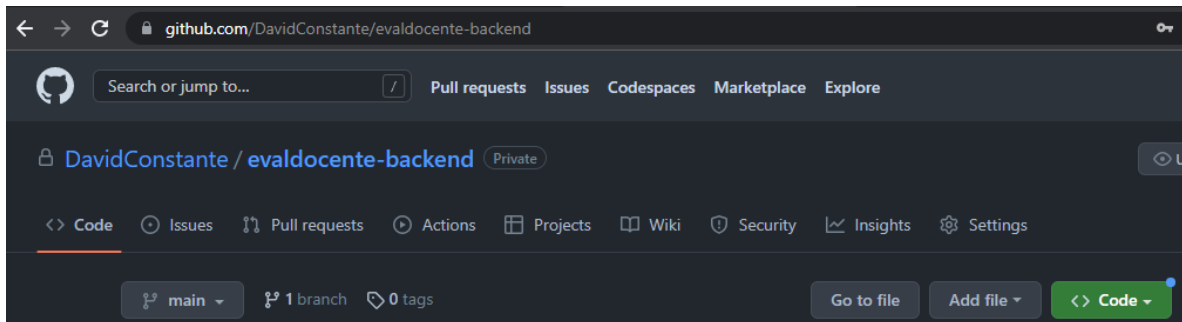 github.com/DavidConstante/evaldocente-backend
Search or jump to... / Pull requests Issues Codespaces Marketplace Explore
DavidConstante / evaldocente-backend Private
<> Code Issues Pull requests Actions Projects Wiki Security Insights Settings
main 1 branch 0 tags Go to file Add file <> Code